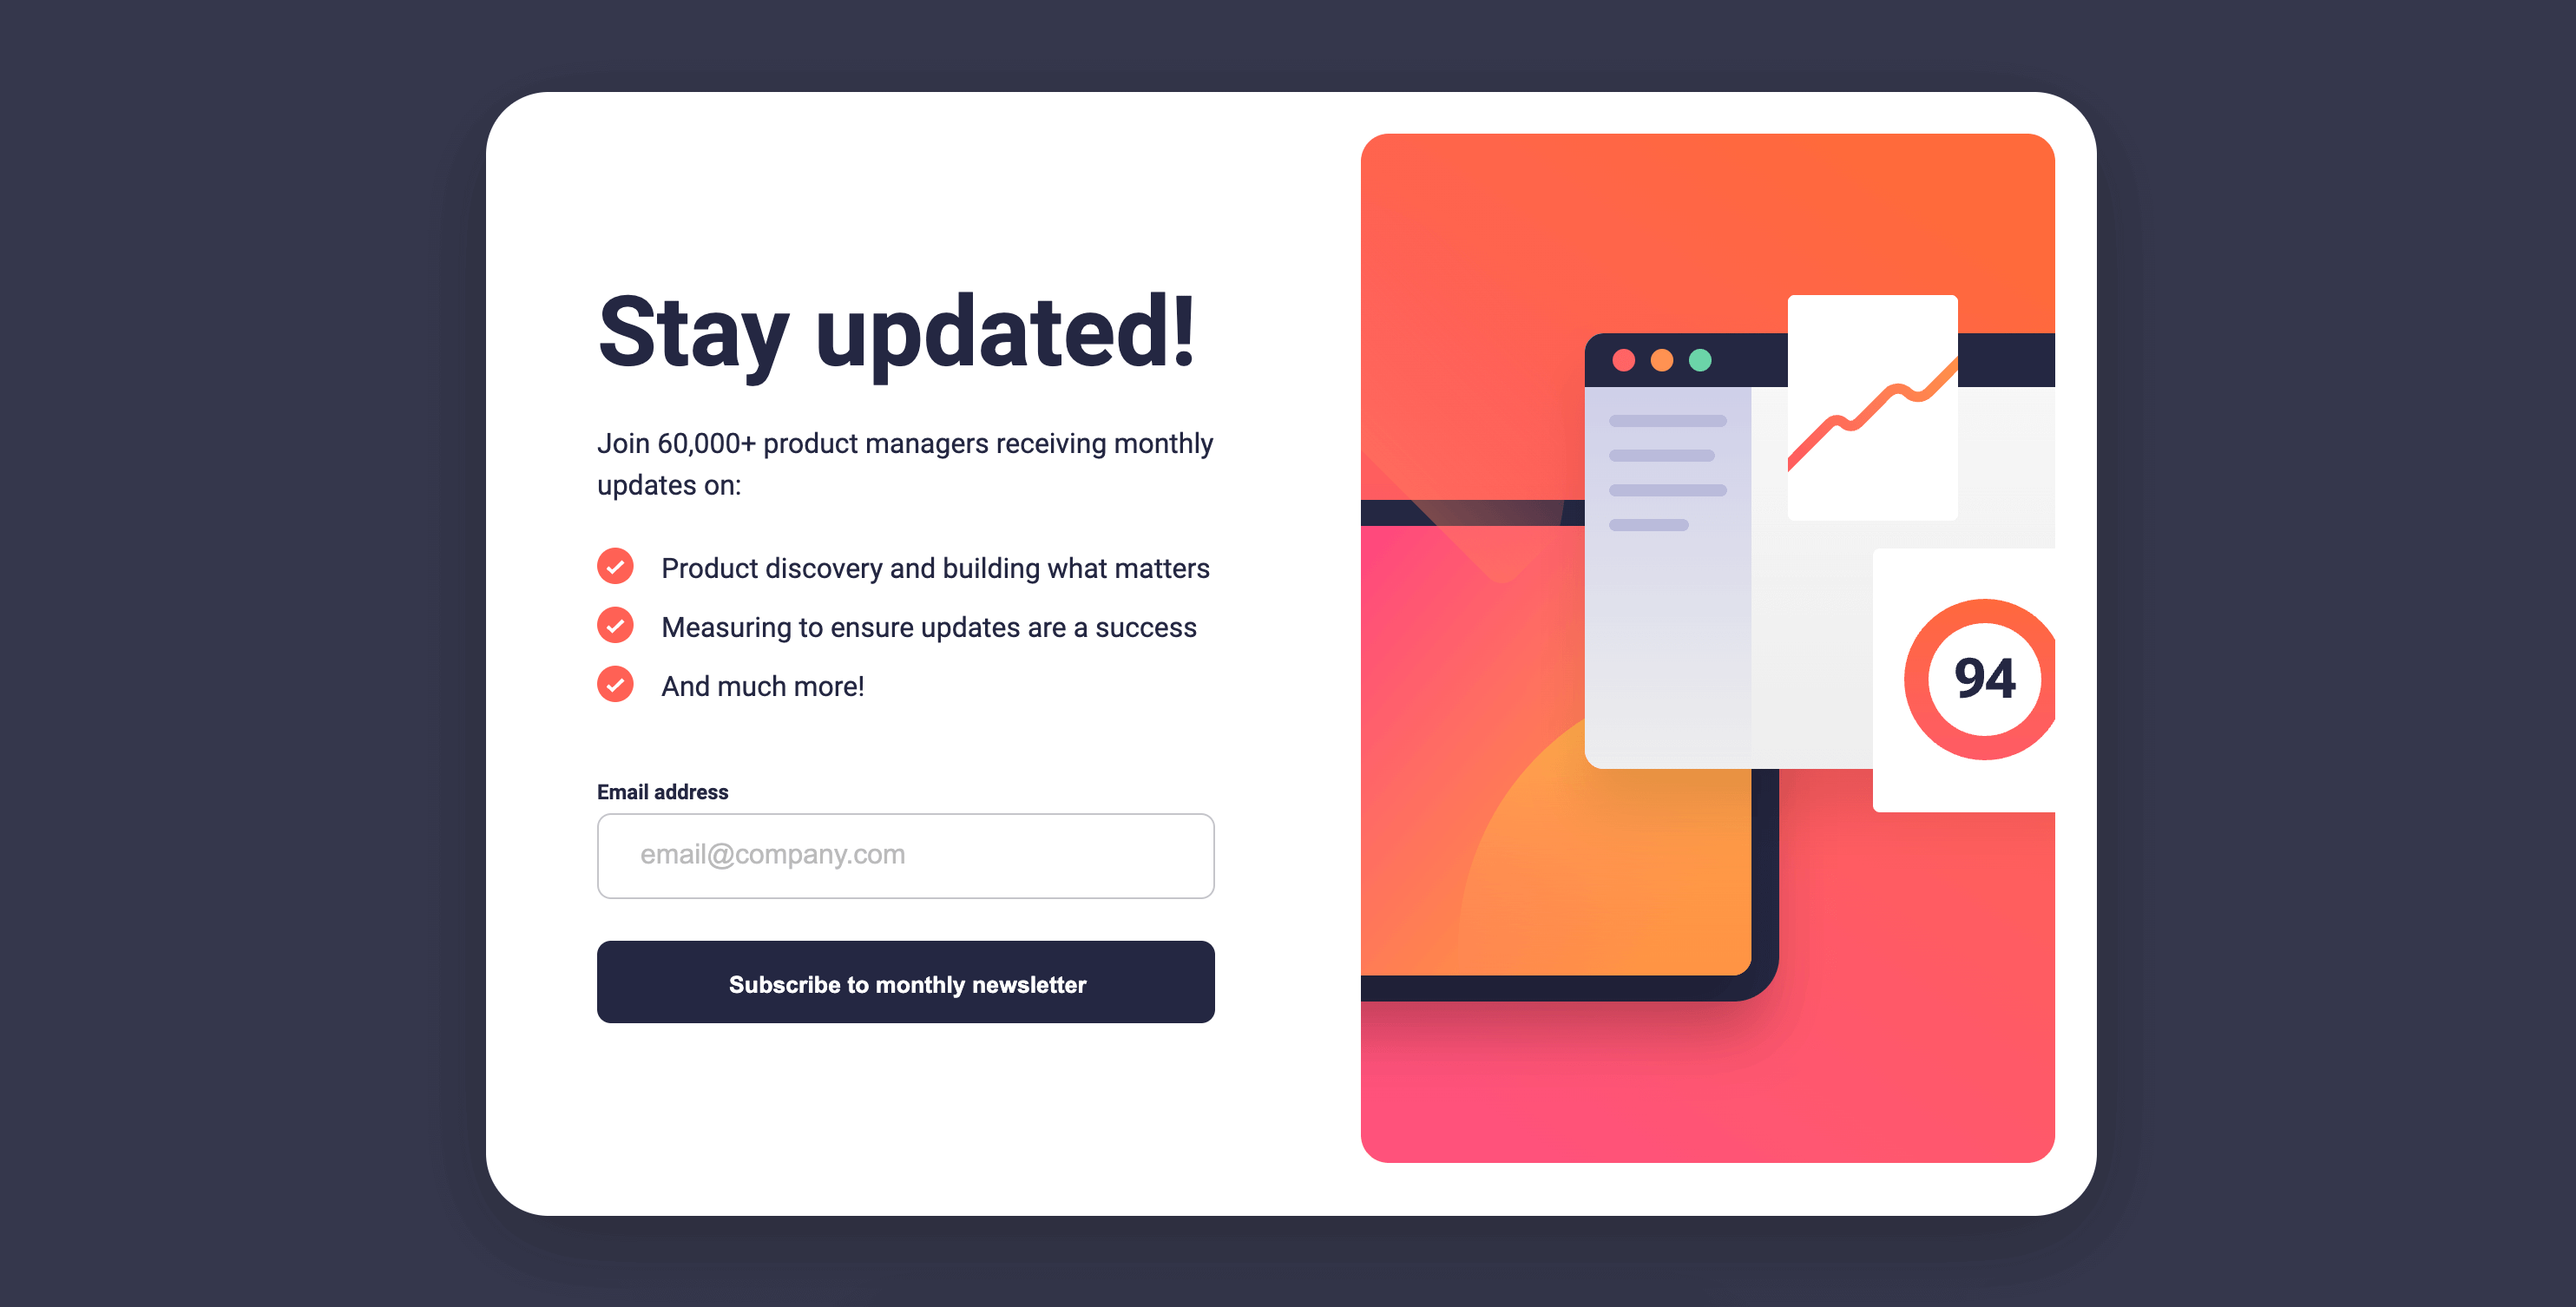 Stay updated!
Join 60,000+ product managers receiving monthly
updates on:
Product discovery and building what matters
Measuring to ensure updates are a success
And much more!
Email address
email@company.com
Subscribe to monthly newsletter
94